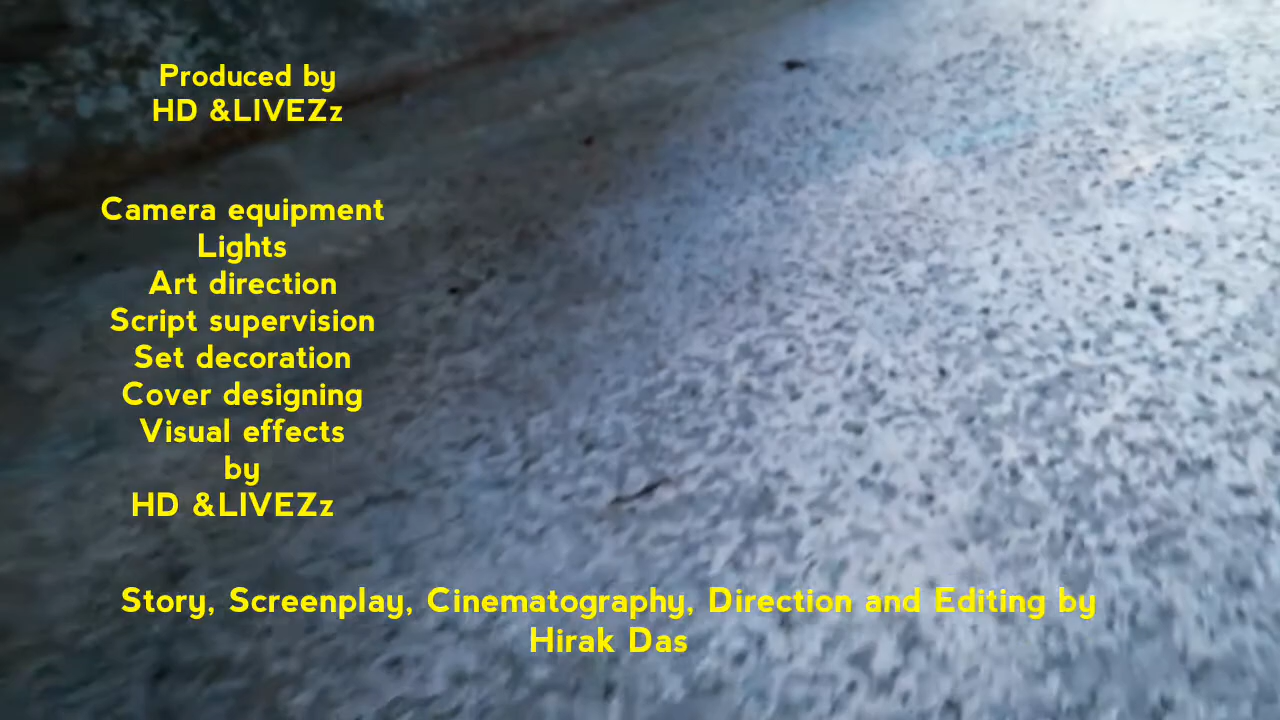 Produced by
HD &LIVEZz
Camera equipment
Lights
Art direction
Script supervision
Set decoration
Cover designing
Visual effects
by
HD &LIVEZz
Story, Screenplay, Cinematography, Direction and Editing by
Hirak Das